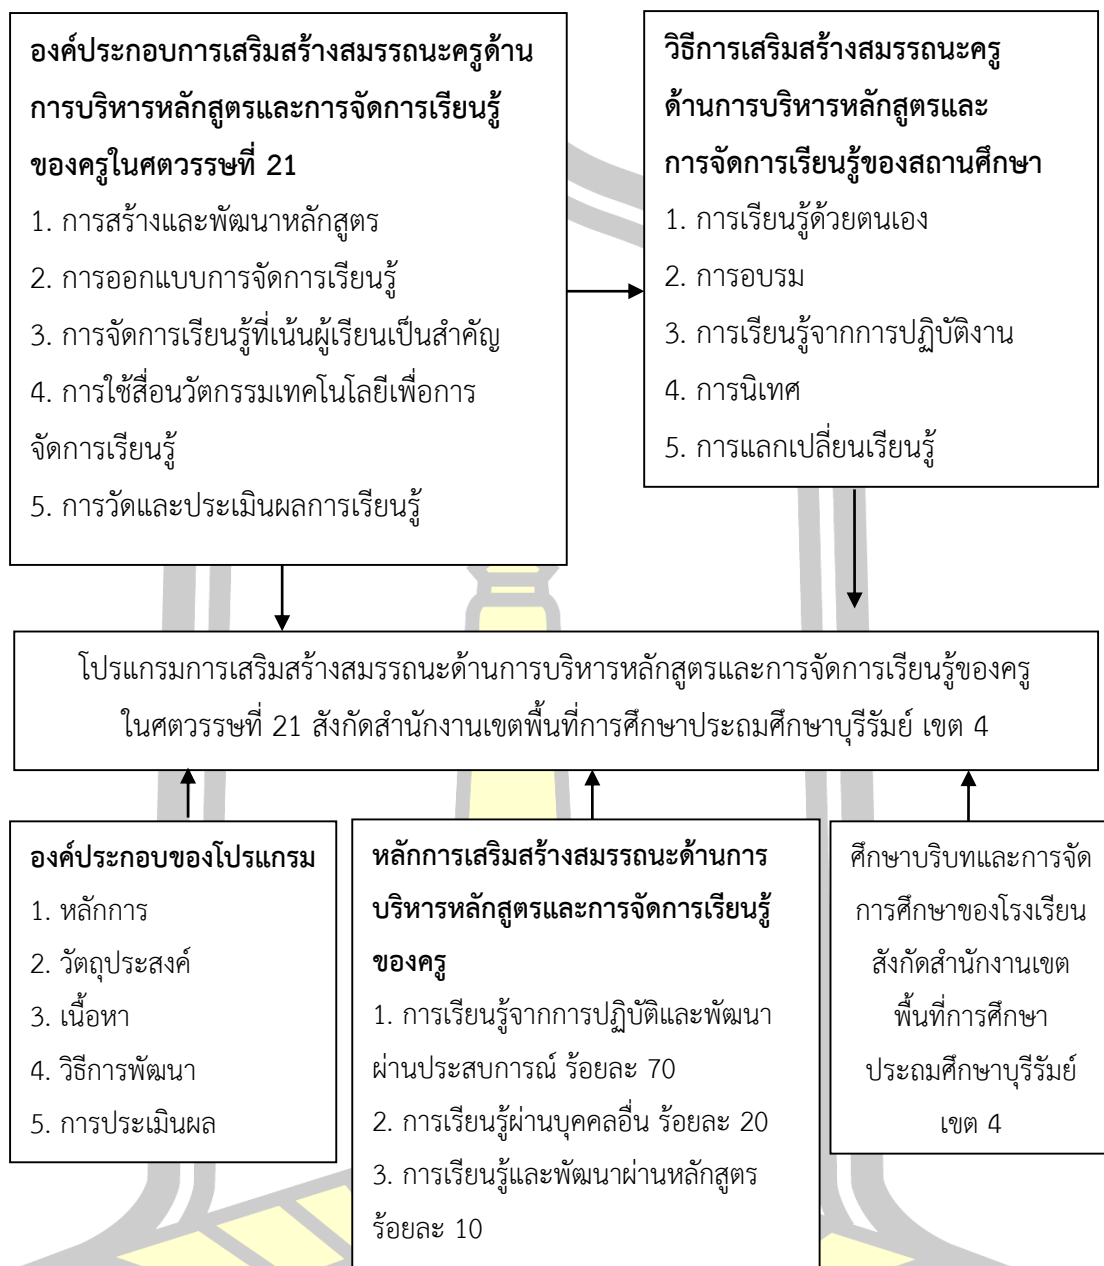 องค์ประกอบการเสริมสร้างสมรรถนะครูด้าน
การบริหารหลักสูตรและการจัดการเรียนรู้
ของครูในศตวรรษที่ 21
1. การสร้างและพัฒนาหลักสูตร
2. การออกแบบการจัดการเรียนรู้
3. การจัดการเรียนรู้ที่เน้นผู้เรียนเป็นสำคัญ
4. การใช้สื่อนวัตกรรมเทคโนโลยีเพื่อการ
จัดการเรียนรู้
5. การวัดและประเมินผลการเรียนรู้
วิธีการเสริมสร้างสมรรถนะครู
ด้านการบริหารหลักสูตรและ
การจัดการเรียนรู้ของสถานศึกษา
1. การเรียนรู้ด้วยตนเอง
2. การอบรม
3. การเรียนรู้จากการปฏิบัติงาน
4. การนิเทศ
5. การแลกเปลี่ยนเรียนรู้
โปรแกรมการเสริมสร้างสมรรถนะด้านการบริหารหลักสูตรและการจัดการเรียนรู้ของครู
ในศตวรรษที่ 21 สังกัดสำนักงานเขตพื้นที่การศึกษาประถมศึกษาบุรีรัมย์ เขต 4
องค์ประกอบของโปรแกรม
1. หลักการ
2. วัตถุประสงค์
3. เนื้อหา
4. วิธีการพัฒนา
5. การประเมินผล
หลักการเสริมสร้างสมรรถนะด้านการ
บริหารหลักสูตรและการจัดการเรียนรู้
ของครู
1. การเรียนรู้จากการปฏิบัติและพัฒนา
ผ่านประสบการณ์ ร้อยละ 70
2. การเรียนรู้ผ่านบุคคลอื่น ร้อยละ 20
3. การเรียนรู้และพัฒนาผ่านหลักสูตร
ร้อยละ 10
ศึกษาบริบทและการจัด
การศึกษาของโรงเรียน
สังกัดสำนักงานเขต
พื้นที่การศึกษา
ประถมศึกษาบุรีรัมย์
เขต 4